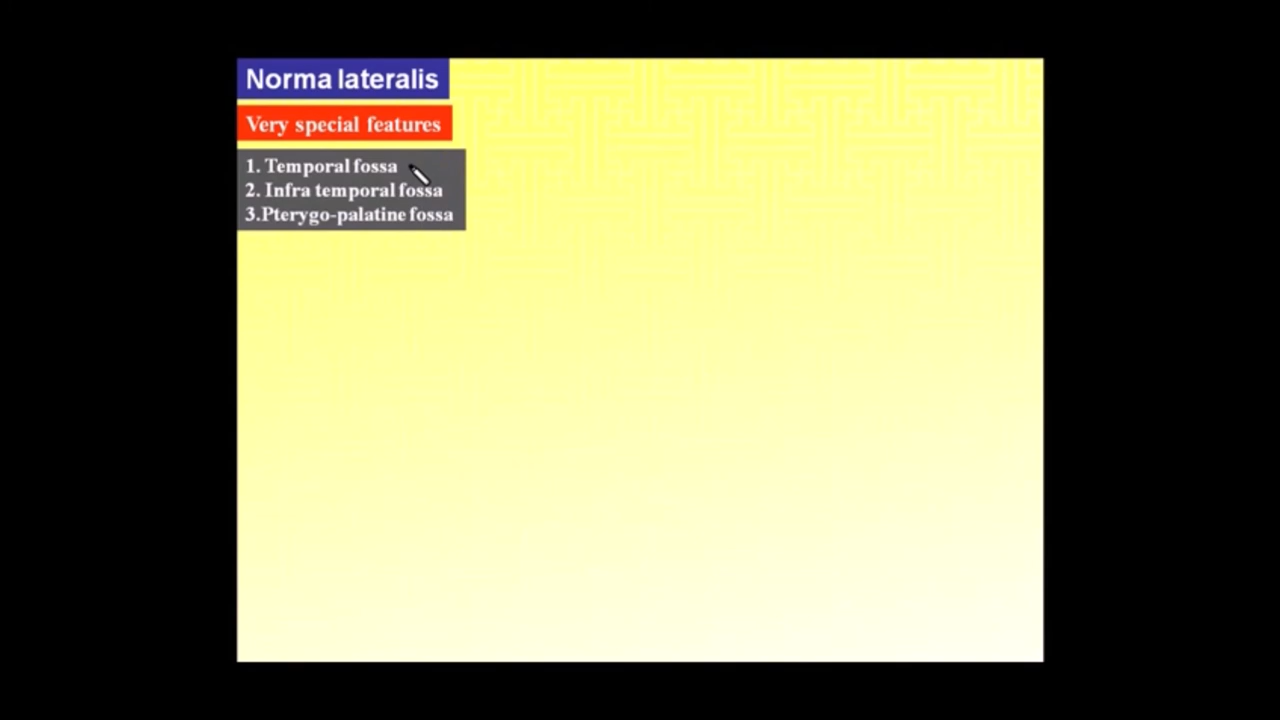 Norma lateralis
Very special features
1. Temporal fossa
2. Infra temporal fossa
3.Pterygo-palatine fossa